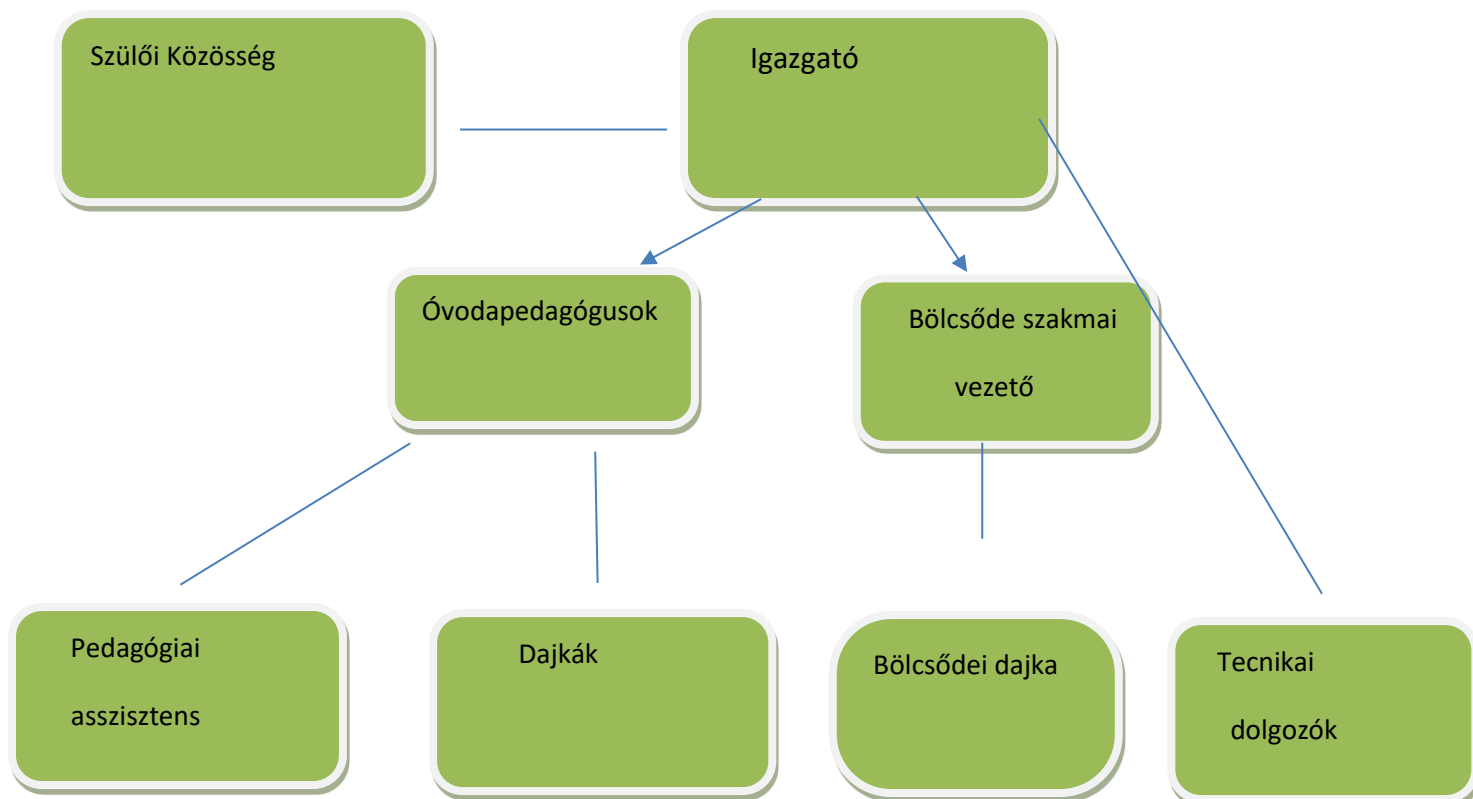 Szülői Közösség
Igazgató
Óvodapedagógusok
Bölcsőde szakmai
vezető
Pedagógiai
asszisztens
Dajkák
Bölcsődei dajka
Tecnikai
dolgozók